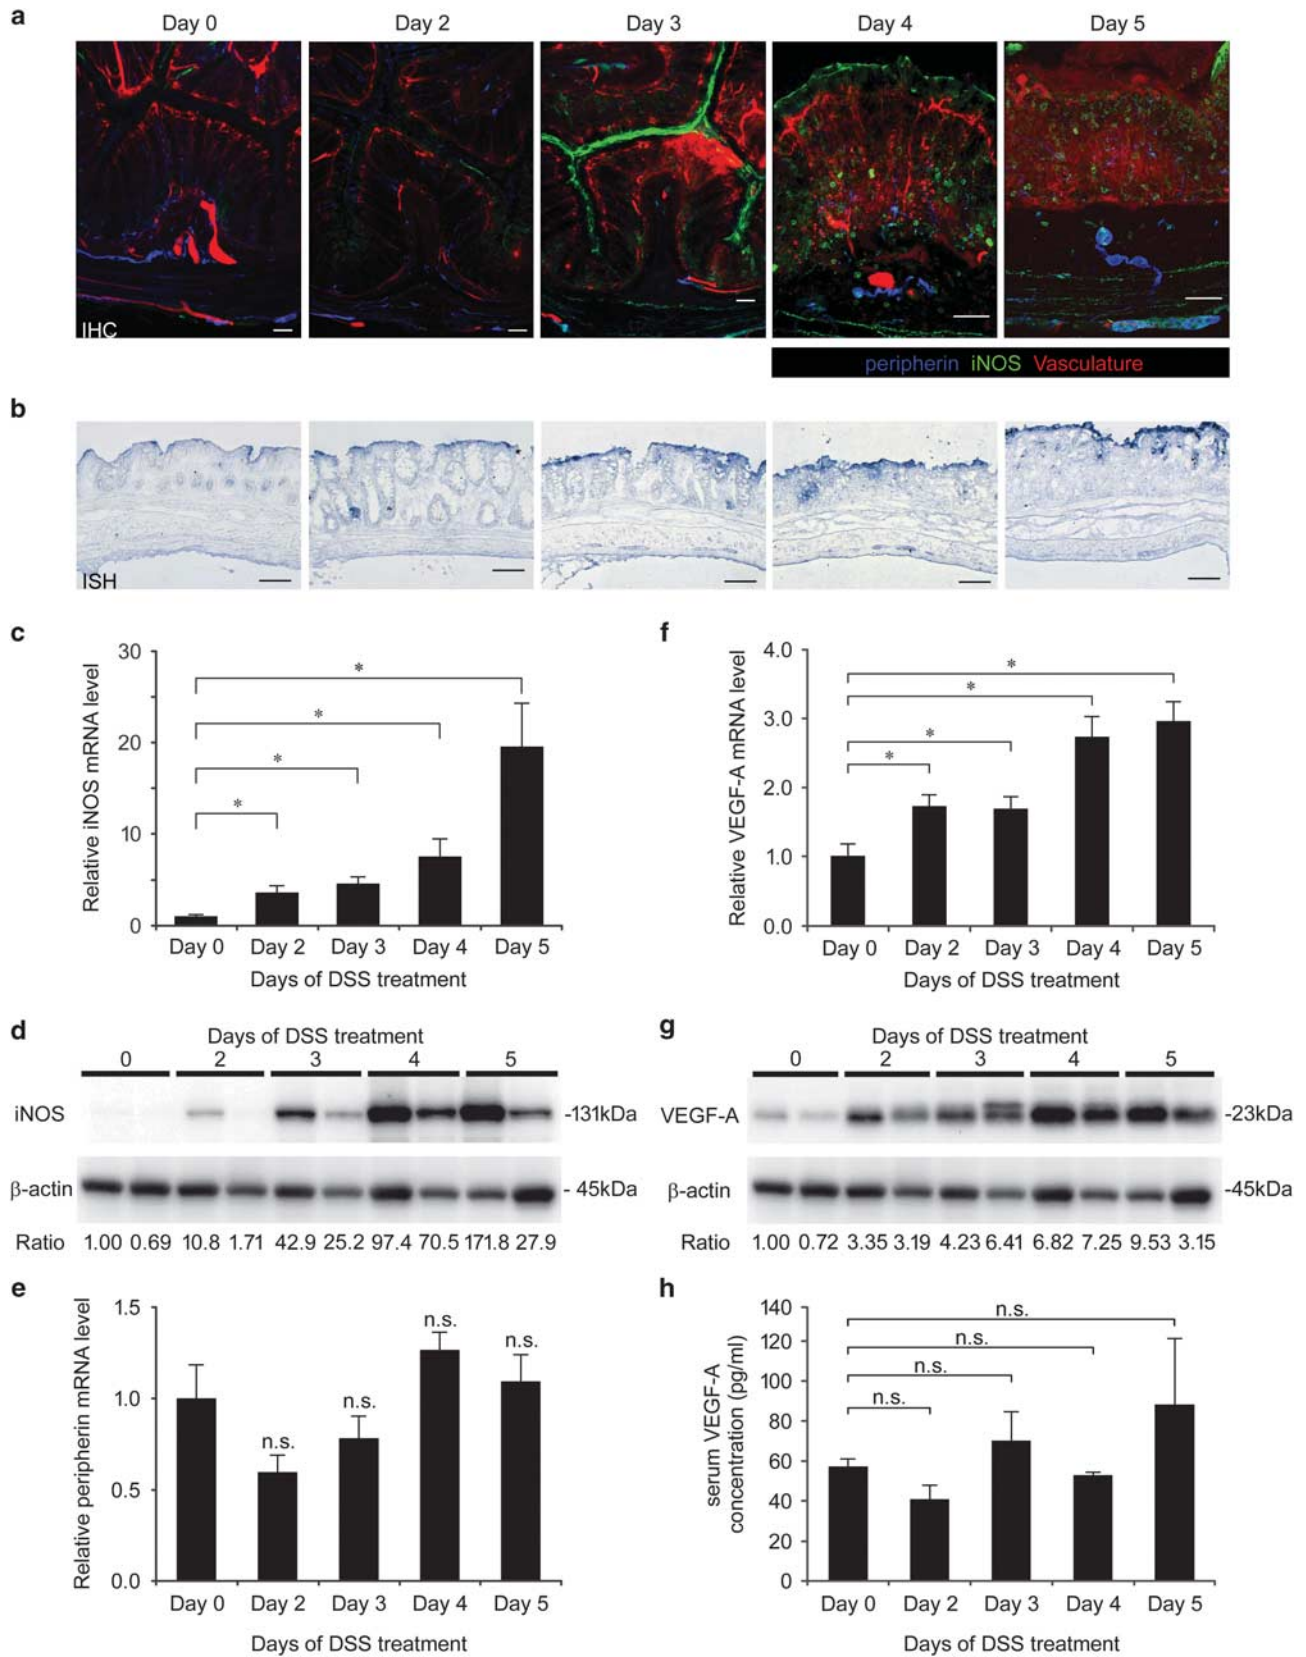 a
Day 0 Day 2 Day 3 Day 4 Day 5
IHC
peripherin iNOS Vasculature
b
ISH
c
Relative iNOS mRNA level
30
20
10
0
* * * *
Day 0 Day 2 Day 3 Day 4 Day 5
Days of DSS treatment
f
Relative VEGF-A mRNA level
4.0
3.0
2.0
1.0
0.0
* * * *
Day 0 Day 2 Day 3 Day 4 Day 5
Days of DSS treatment
d
Days of DSS treatment
0 2 3 4 5
iNOS -131kDa
β-actin - 45kDa
Ratio 1.00 0.69 10.8 1.71 42.9 25.2 97.4 70.5 171.8 27.9
g
Days of DSS treatment
0 2 3 4 5
VEGF-A -23kDa
β-actin -45kDa
Ratio 1.00 0.72 3.35 3.19 4.23 6.41 6.82 7.25 9.53 3.15
e
Relative peripherin mRNA level
1.5
1.0
0.5
0.0
n.s. n.s. n.s. n.s.
Day 0 Day 2 Day 3 Day 4 Day 5
Days of DSS treatment
h
serum VEGF-A
concentration (pg/ml)
140
120
100
80
60
40
20
0
n.s.
n.s.
n.s.
n.s.
Day 0 Day 2 Day 3 Day 4 Day 5
Days of DSS treatment